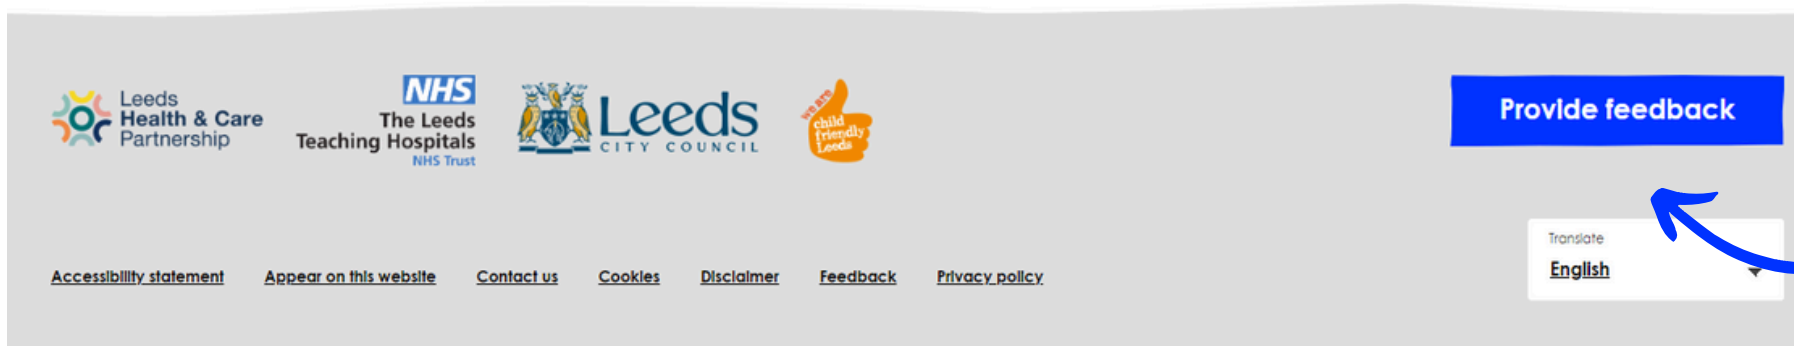 Leeds
Health & Care
Partnership
NHS
The Leeds
Teaching Hospitals
NHS Trust
Leeds
CITY COUNCIL
we are
child
friendly
Leeds
Provide feedback
Translate
English
Accessibility statement
Appear on this website
Contact us
Cookies
Disclaimer
Feedback
Privacy policy